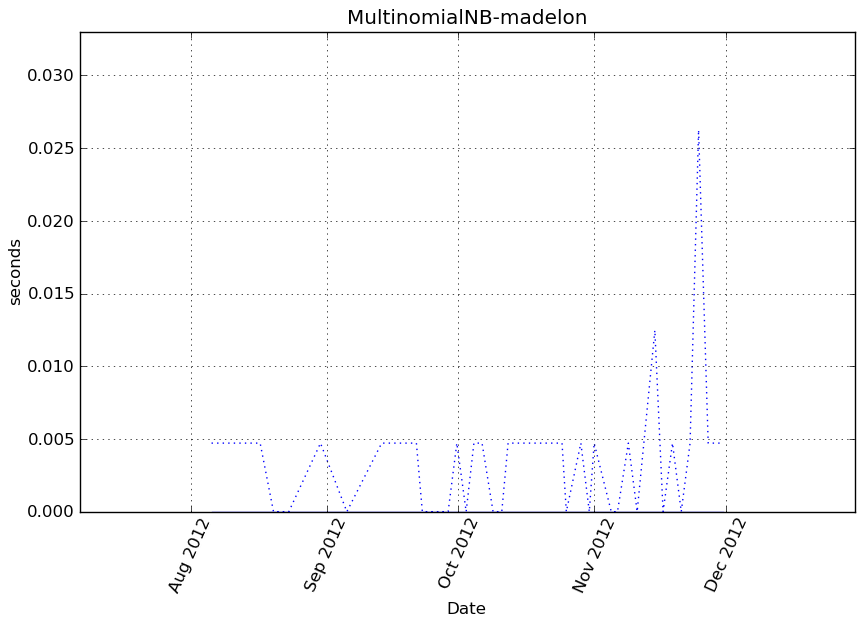 MultinomialNB-madelon
0.030
0.025
0.020
0.015
0.010
0.005
0.000
seconds
Aug 2012
Sep 2012
Oct 2012
Nov 2012
Dec 2012
Date